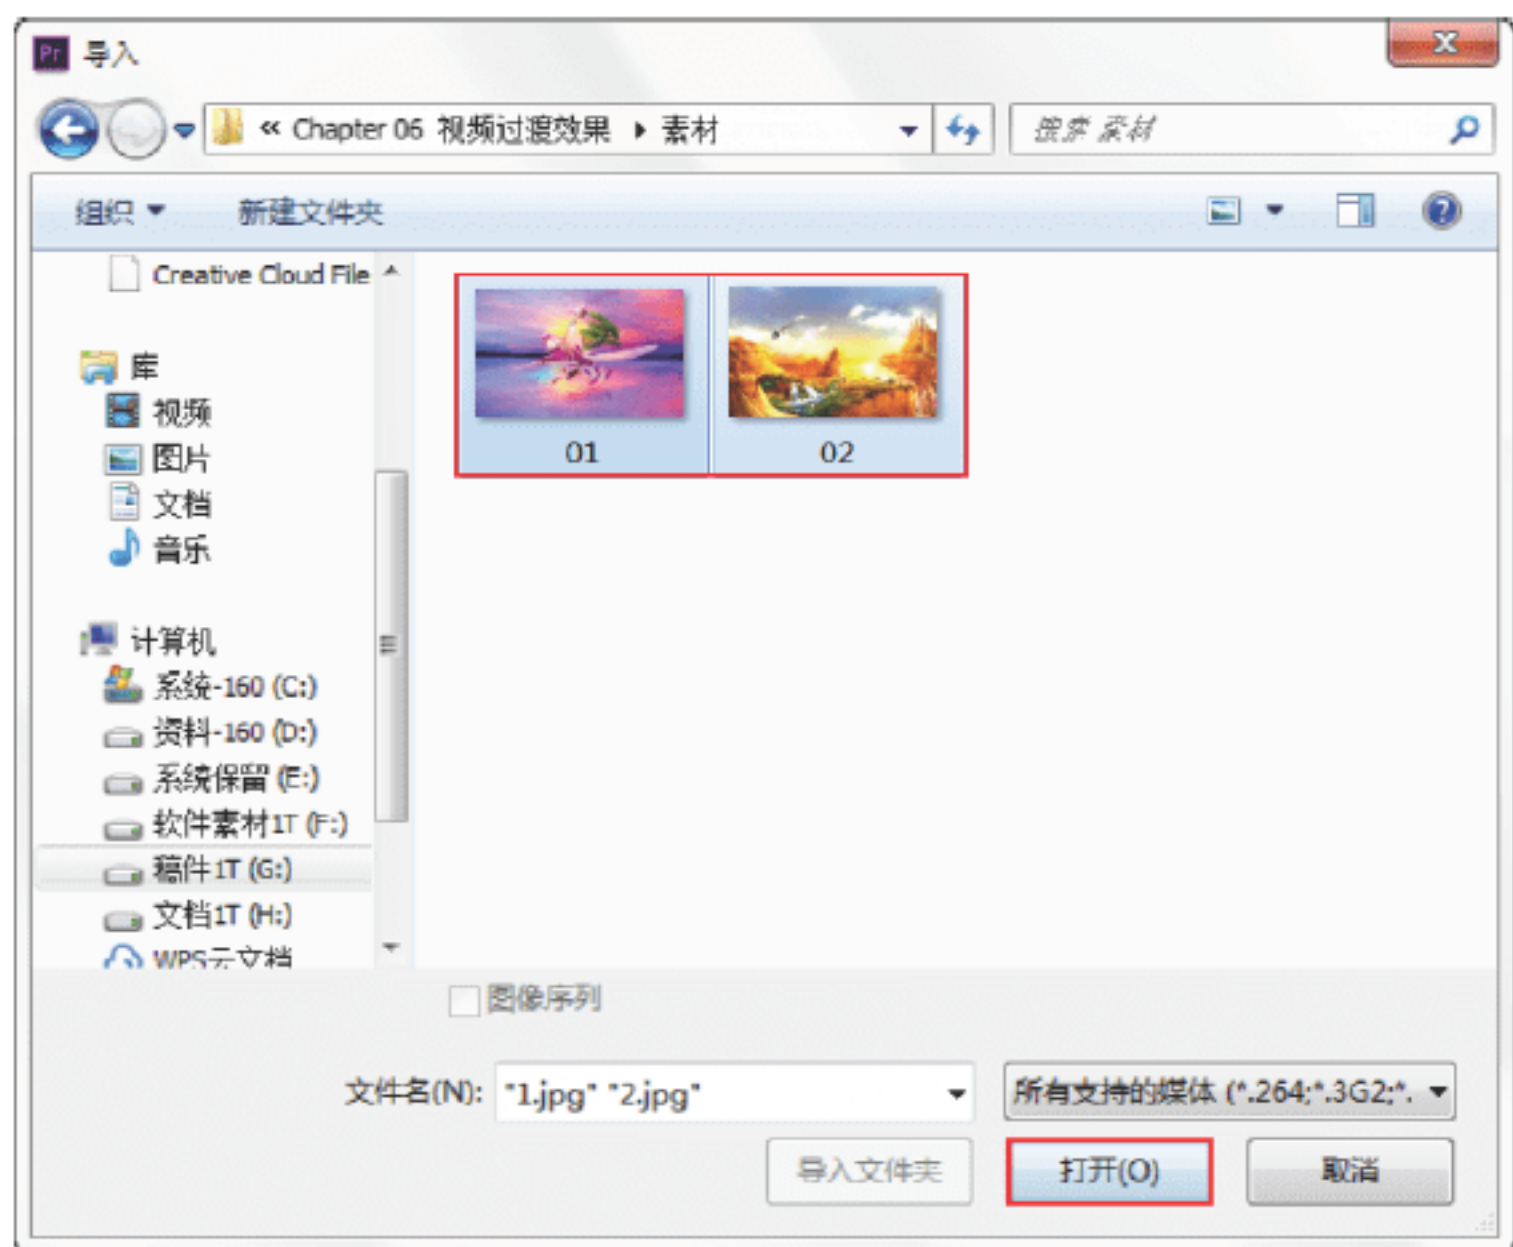 Pr 导入
« Chapter 06 视频过渡效果 素材
搜索 素材
组织 新建文件夹
Creative Cloud File
库
视频
图片
文档
音乐
计算机
系统-160 (C:)
资料-160 (D:)
系统保留 (E:)
软件素材1T (F:)
稿件1T (G:)
文档1T (H:)
WPS云文档
01
02
图像序列
文件名(N): "1.jpg" "2.jpg"
所有支持的媒体 (*.264;*.3G2;*.
导入文件夹 打开(O) 取消